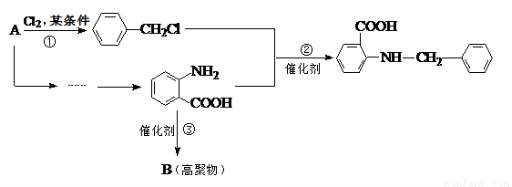 A
Cl2，某条件
①
CH2Cl
②
催化剂
COOH
NH
CH2
……
NH2
COOH
催化剂
③
B（高聚物）